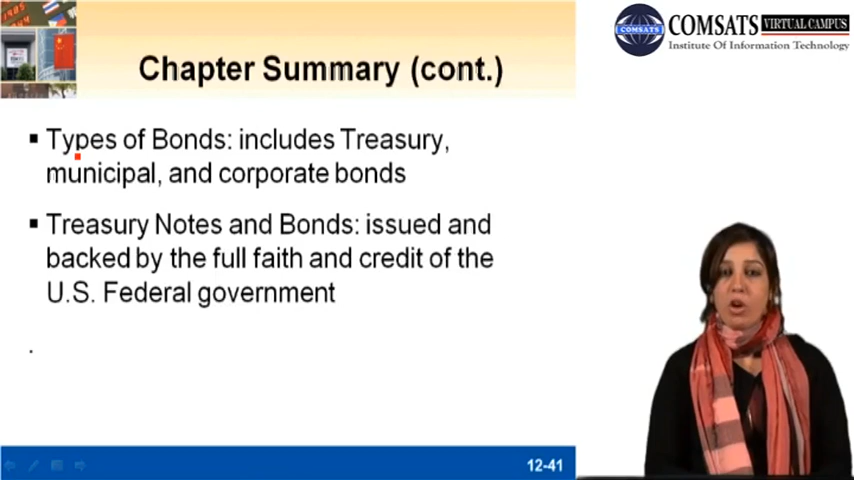 COMSATS VIRTUAL CAMPUS
COMSATS
Institute Of Information Technology
Chapter Summary (cont.)
▪ Types of Bonds: includes Treasury,
municipal, and corporate bonds
▪ Treasury Notes and Bonds: issued and
backed by the full faith and credit of the
U.S. Federal government
.
12-41